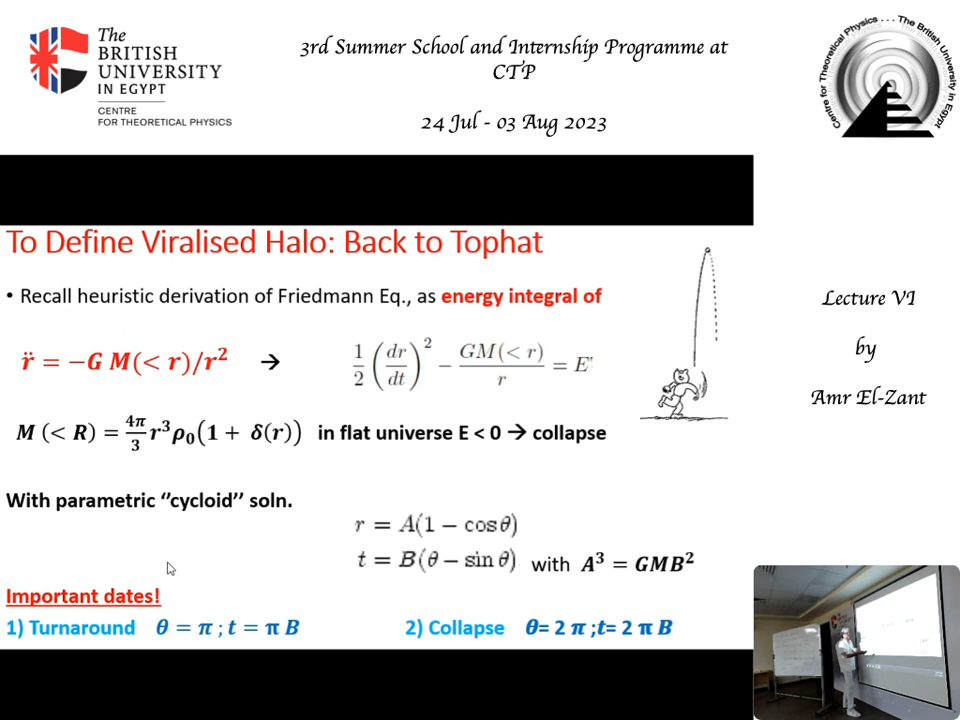 The
BRITISH
UNIVERSITY
IN EGYPT
CENTRE
FOR THEORETICAL PHYSICS
3rd Summer School and Internship Programme at
CTP
24 Jul - 03 Aug 2023
Centre for Theoretical Physics . . . The British University in Egypt
To Define Viralised Halo: Back to Tophat
• Recall heuristic derivation of Friedmann Eq., as energy integral of
r̈ = −G M(< r)/r² → 1/2 (dr/dt)² − GM(< r)/r = E'
M (< R) = 4π/3 r³ρ₀(1 + δ(r)) in flat universe E < 0 → collapse
With parametric ‘’cycloid’’ soln.
r = A(1 − cos θ)
t = B(θ − sin θ) with A³ = GMB²
Important dates!
1) Turnaround θ = π ; t = π B 2) Collapse θ= 2 π ;t= 2 π B
Lecture VI
by
Amr El-Zant